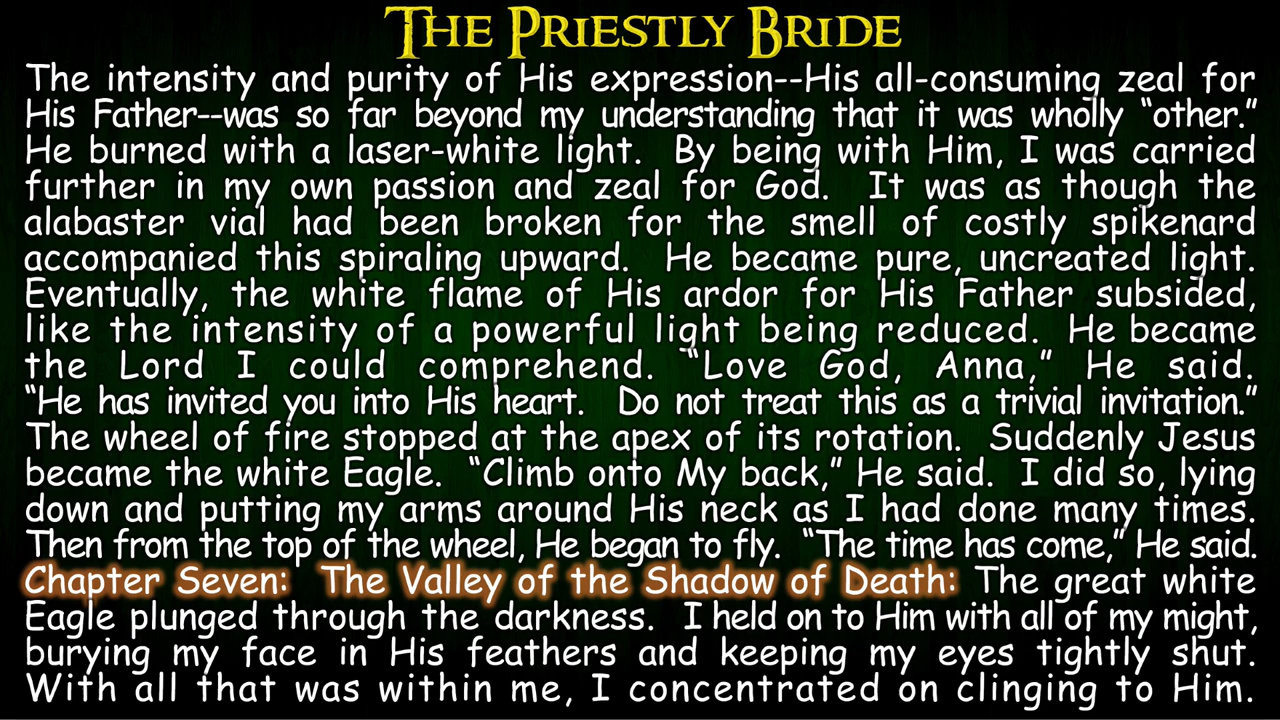 The Priestly Bride
The intensity and purity of His expression--His all-consuming zeal for
His Father--was so far beyond my understanding that it was wholly “other.”
He burned with a laser-white light.  By being with Him, I was carried
further in my own passion and zeal for God.  It was as though the
alabaster vial had been broken for the smell of costly spikenard
accompanied this spiraling upward.  He became pure, uncreated light.
Eventually, the white flame of His ardor for His Father subsided,
like the intensity of a powerful light being reduced.  He became
the Lord I could comprehend.  “Love God, Anna,” He said.
“He has invited you into His heart.  Do not treat this as a trivial invitation.”
The wheel of fire stopped at the apex of its rotation.  Suddenly Jesus
became the white Eagle.  “Climb onto My back,” He said.  I did so, lying
down and putting my arms around His neck as I had done many times.
Then from the top of the wheel, He began to fly.  “The time has come,” He said.
Chapter Seven:  The Valley of the Shadow of Death: The great white
Eagle plunged through the darkness.  I held on to Him with all of my might,
burying my face in His feathers and keeping my eyes tightly shut.
With all that was within me, I concentrated on clinging to Him.